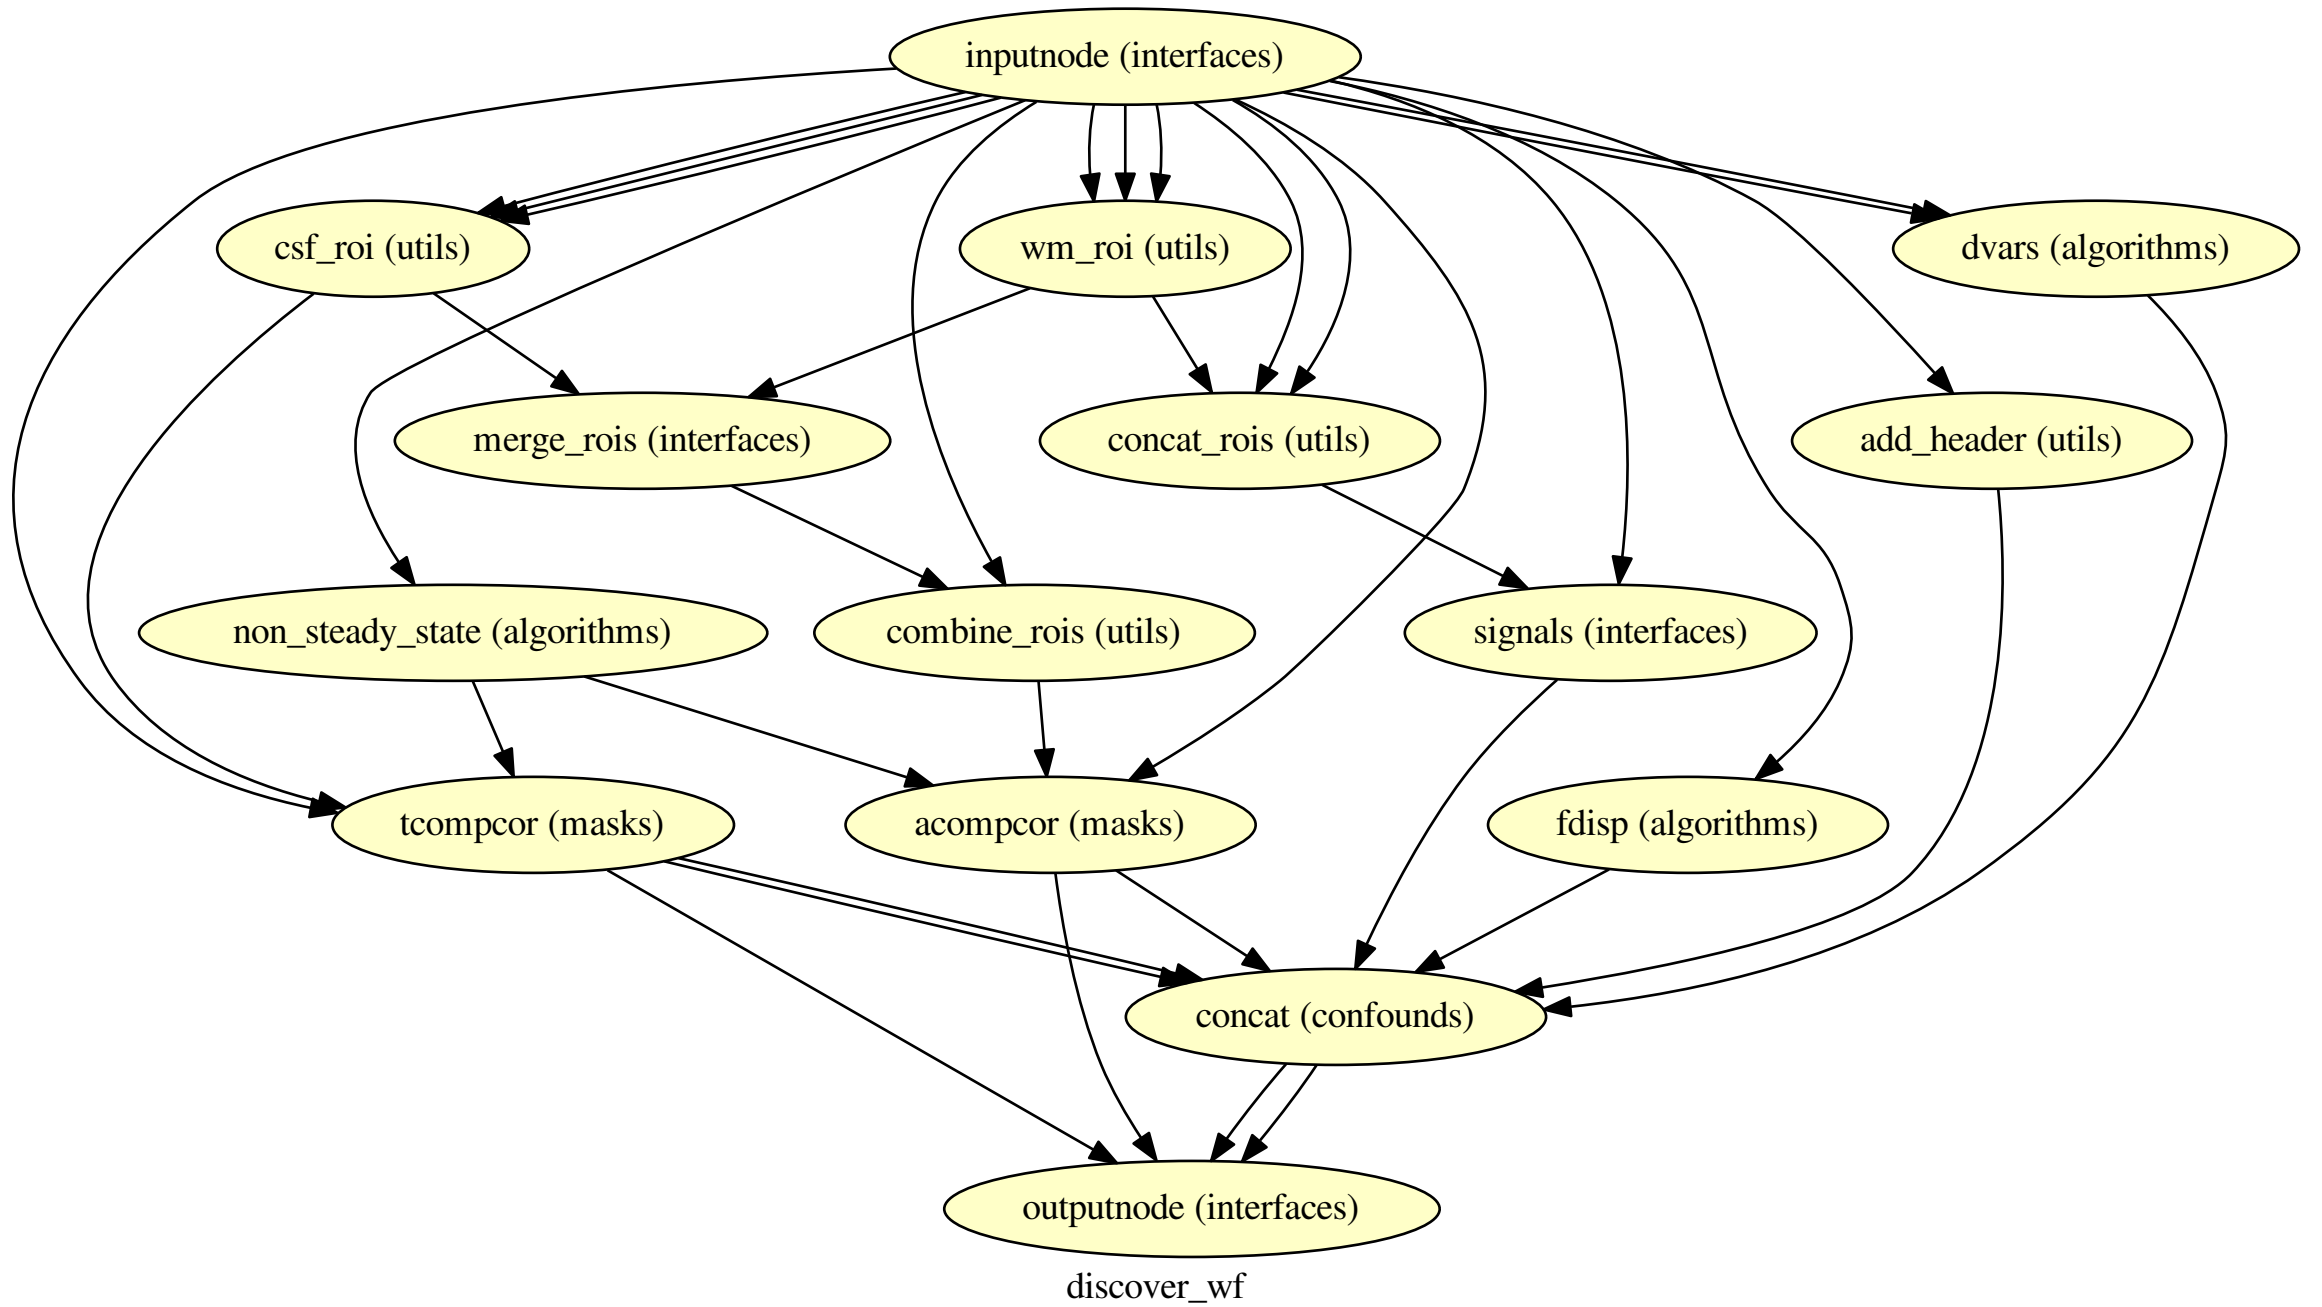 inputnode (interfaces)
csf_roi (utils)
wm_roi (utils)
dvars (algorithms)
merge_rois (interfaces)
concat_rois (utils)
add_header (utils)
non_steady_state (algorithms)
combine_rois (utils)
signals (interfaces)
tcompcor (masks)
acompcor (masks)
fdisp (algorithms)
concat (confounds)
outputnode (interfaces)
discover_wf